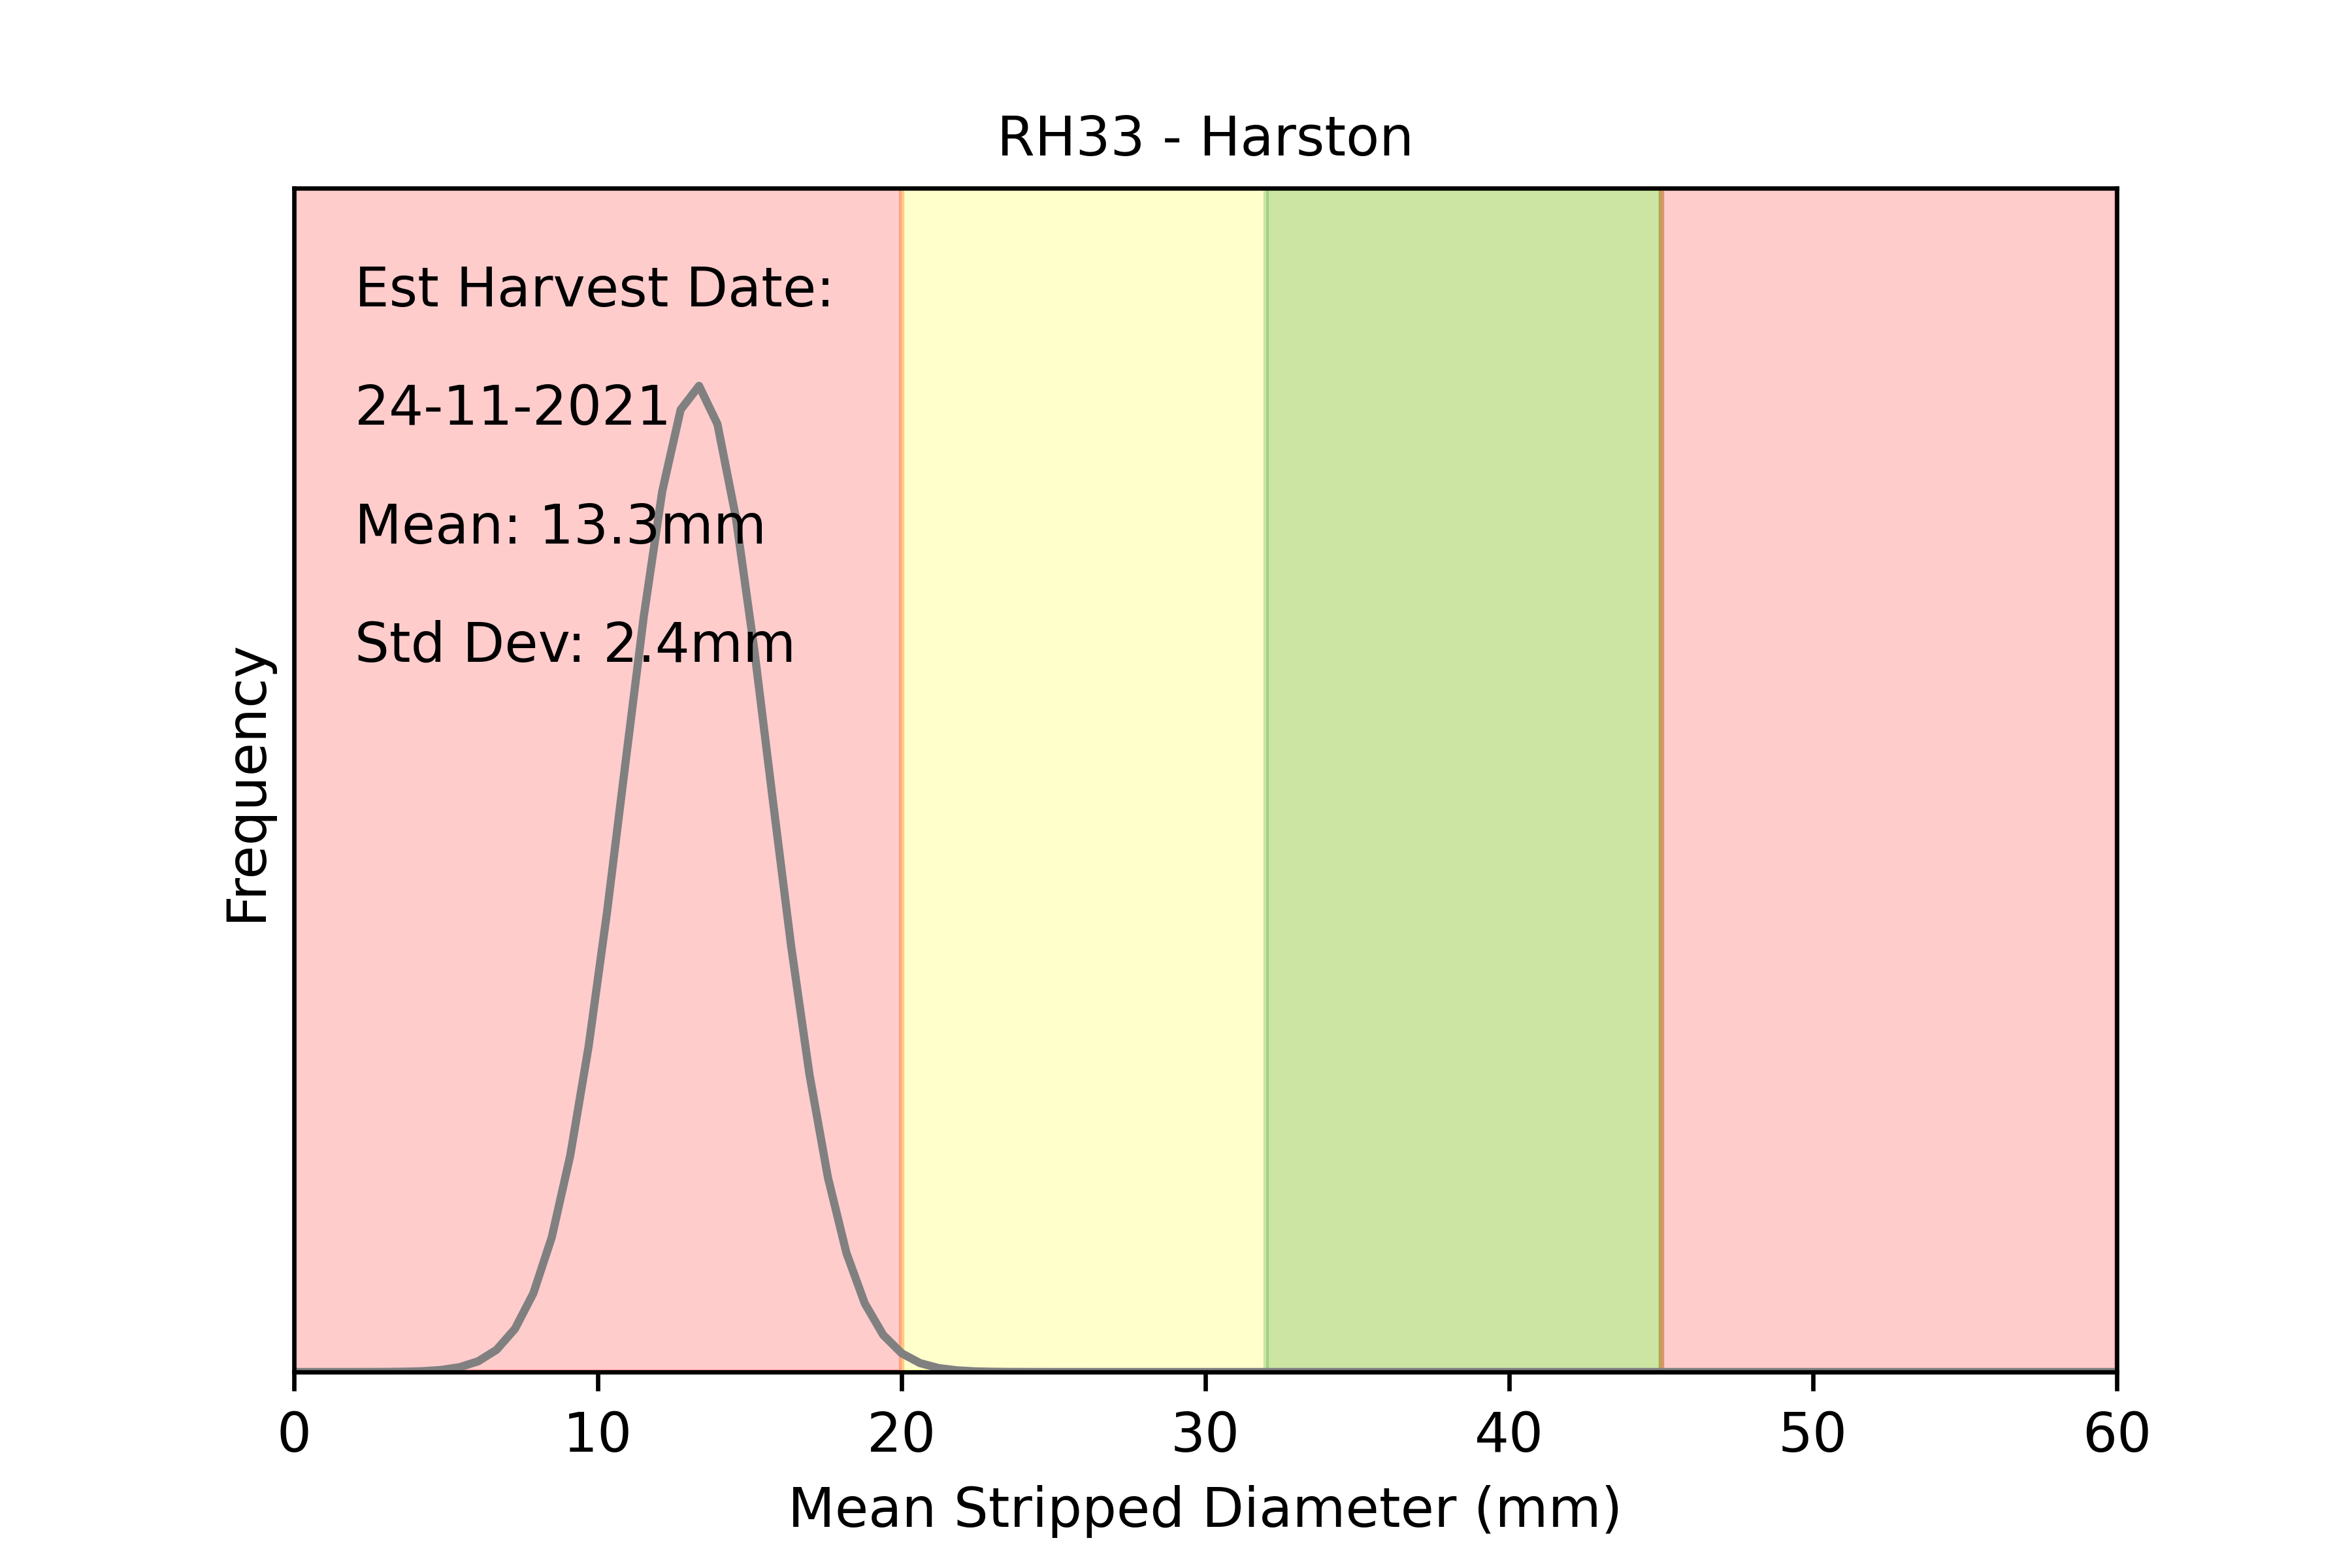 RH33 - Harston
Est Harvest Date:
24-11-2021
Mean: 13.3mm
Std Dev: 2.4mm
Frequency
0 10 20 30 40 50 60
Mean Stripped Diameter (mm)